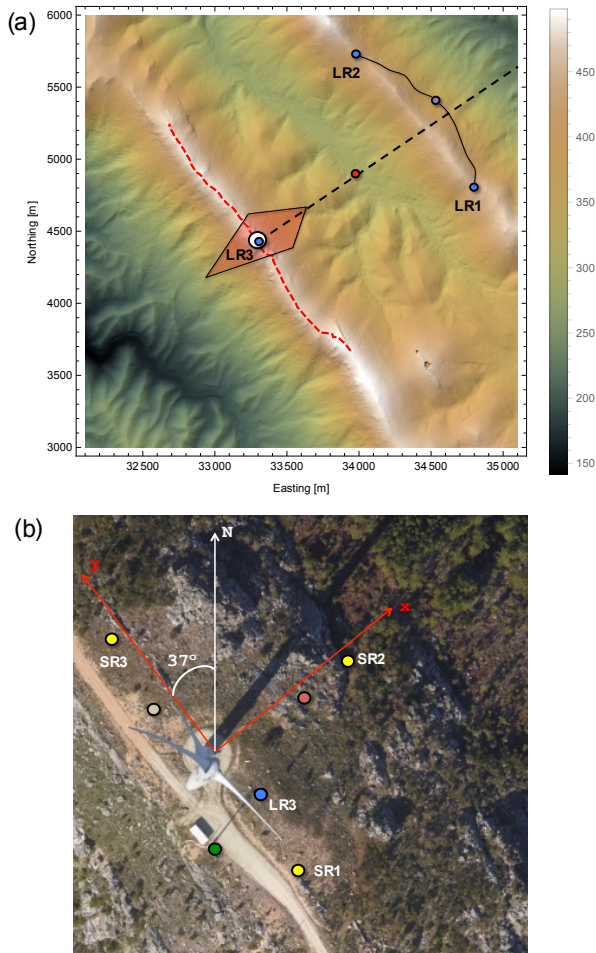 (a)
6000
5500
5000
4500
4000
3500
3000
Northing [m]
LR2
LR1
LR3
32500
33000
33500
34000
34500
35000
Easting [m]
450
400
350
300
250
200
150
(b)
N
y
x
37°
SR3
SR2
LR3
SR1